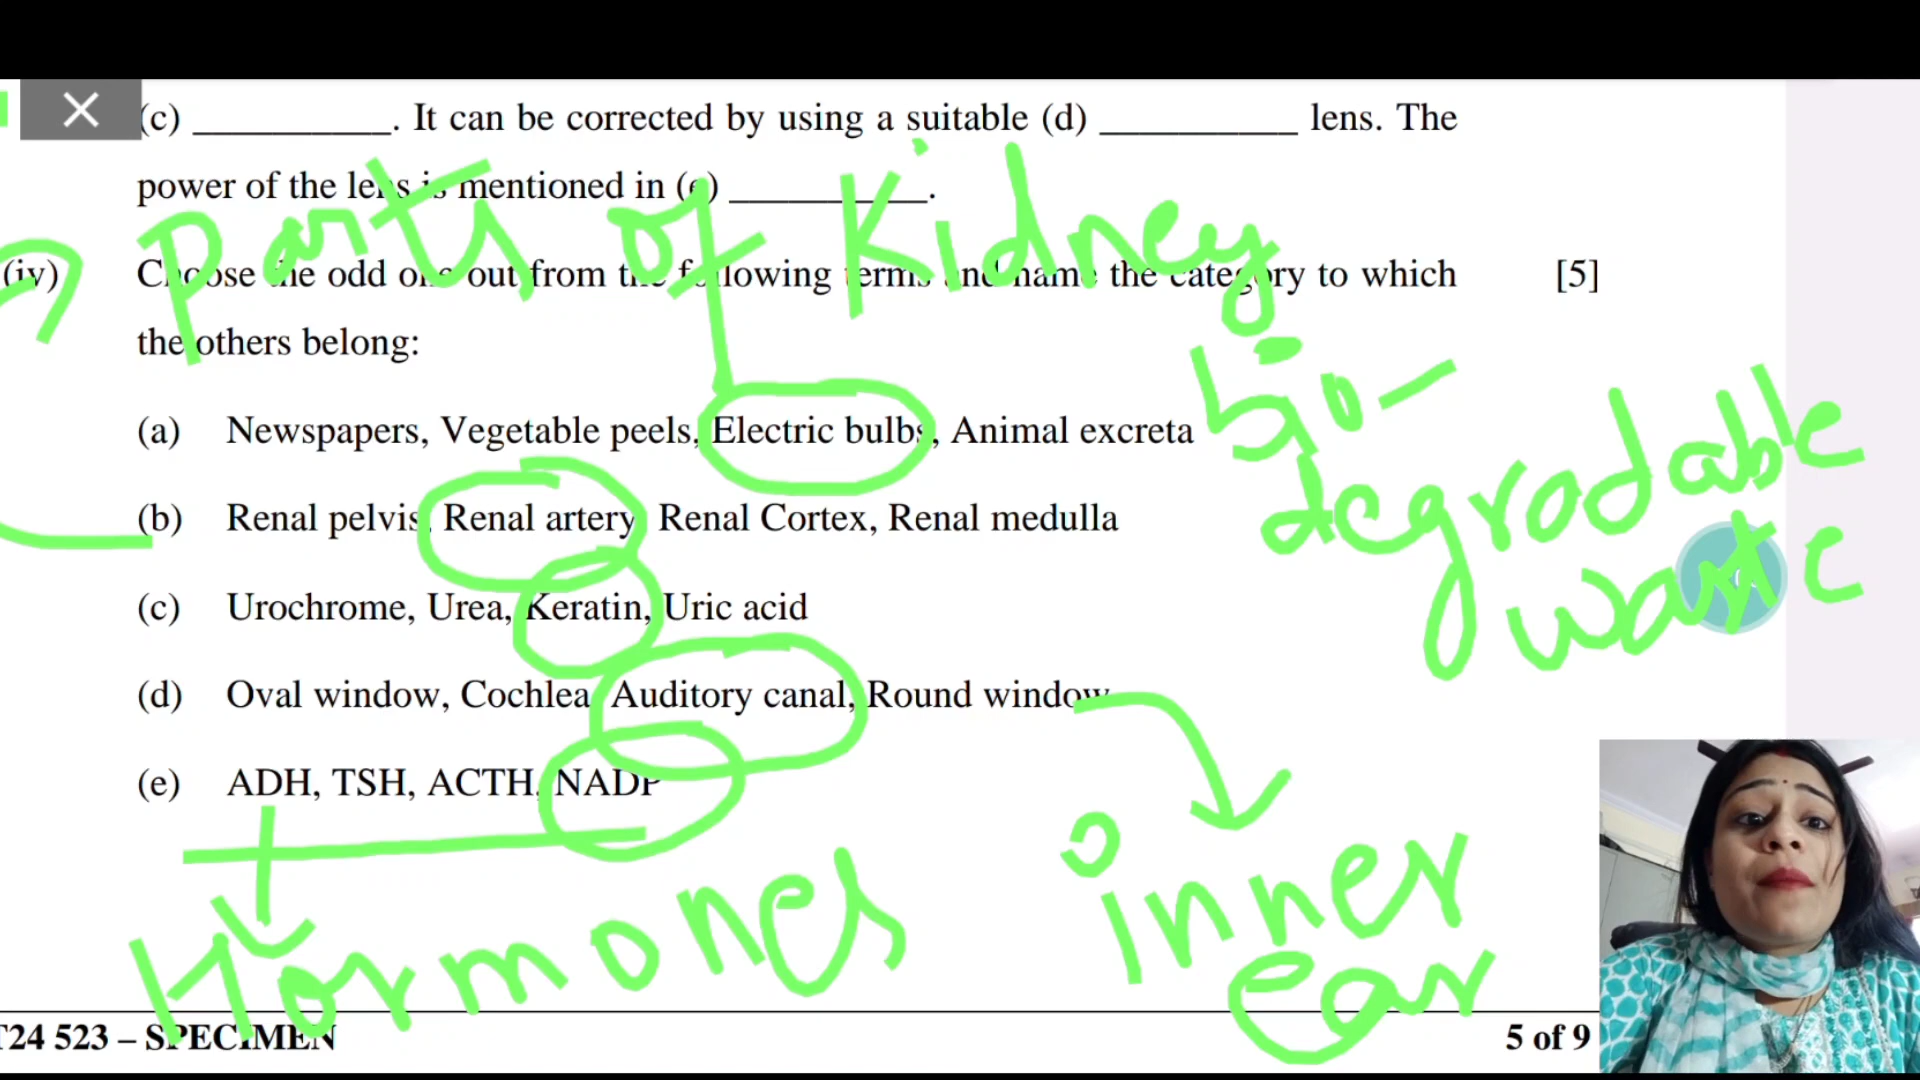 (c) __________. It can be corrected by using a suitable (d) __________ lens. The
power of the lens is mentioned in (e) __________.
Parts of Kidney
(iv) Choose the odd one out from the following terms and name the category to which [5]
the others belong:
bio-
degradable
waste
(a) Newspapers, Vegetable peels, Electric bulbs, Animal excreta
(b) Renal pelvis, Renal artery, Renal Cortex, Renal medulla
(c) Urochrome, Urea, Keratin, Uric acid
(d) Oval window, Cochlea, Auditory canal, Round window
(e) ADH, TSH, ACTH, NADP
Hormones
inner
ear
T24 523 – SPECIMEN 5 of 9